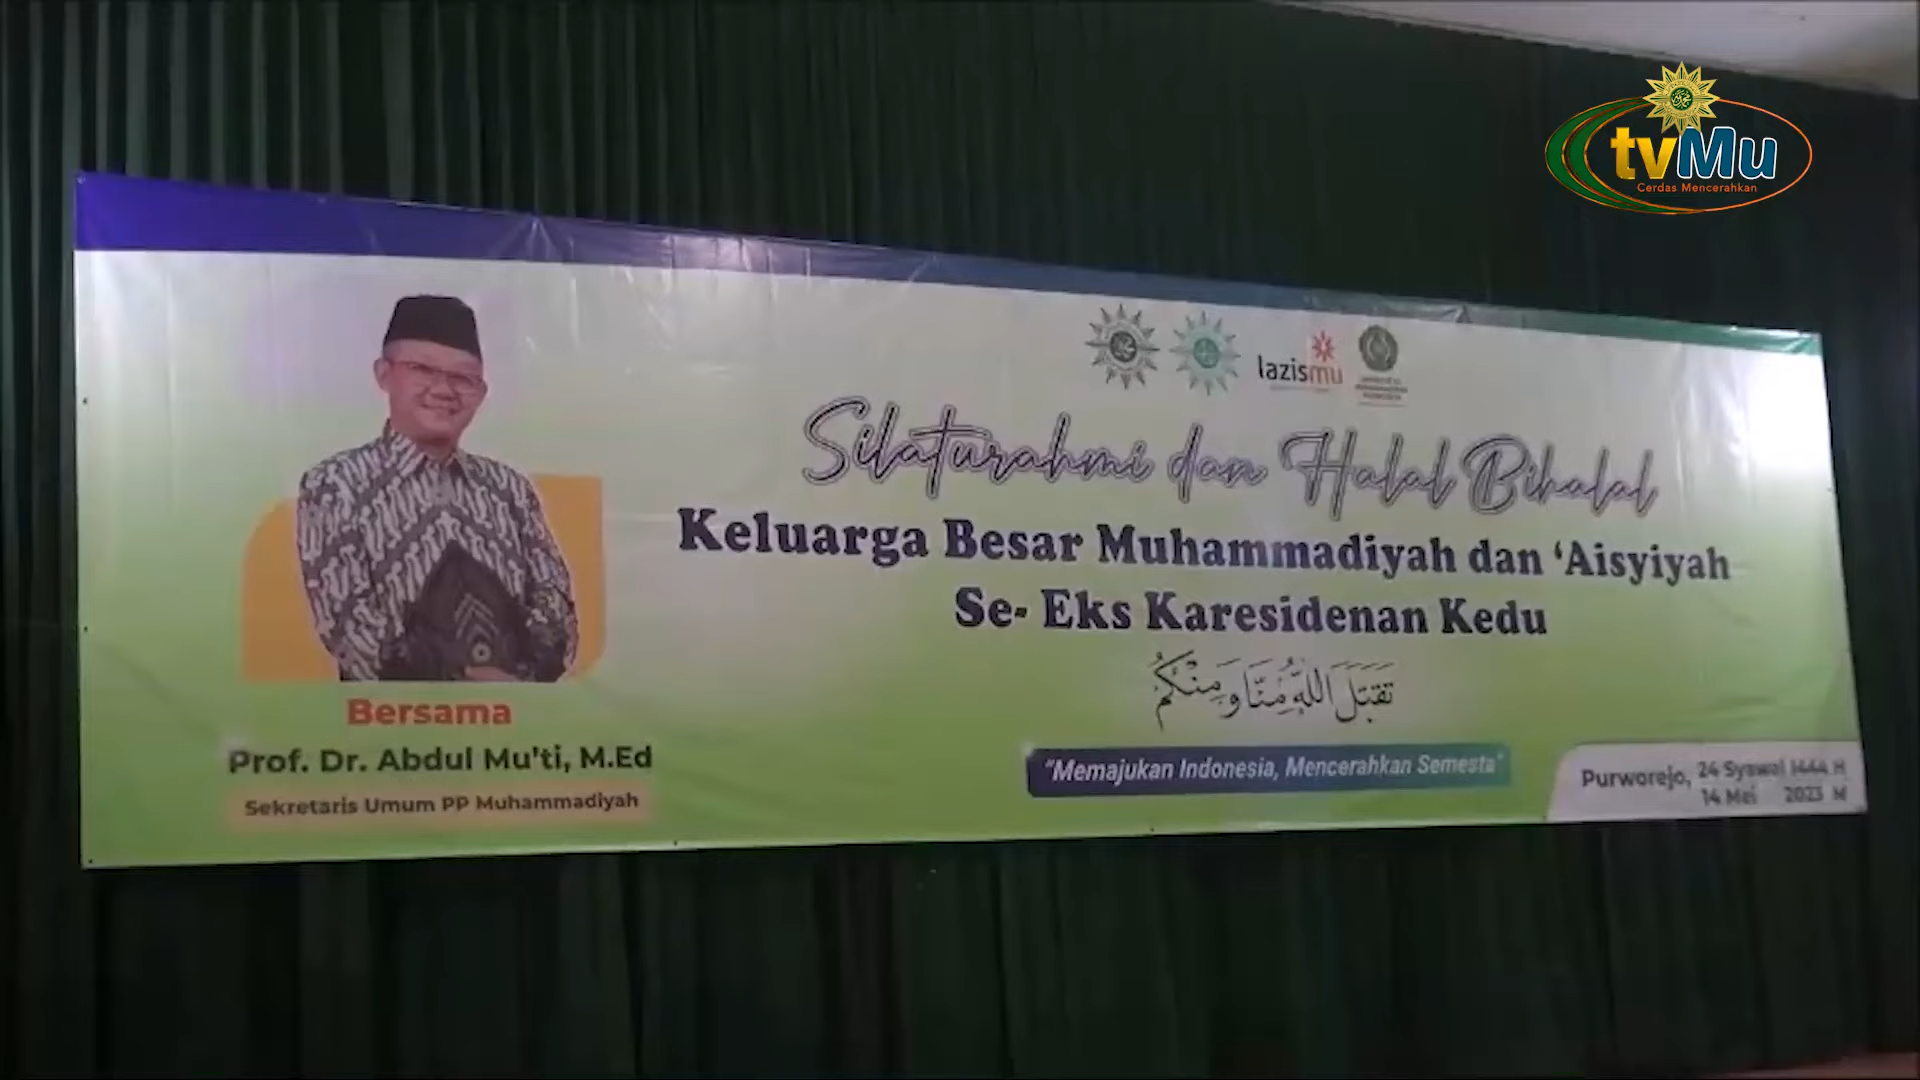 tvMu
Cerdas Mencerahkan
lazismu
Silaturahmi dan Halal Bihalal
Keluarga Besar Muhammadiyah dan ‘Aisyiyah
Se- Eks Karesidenan Kedu
تقبل الله منا ومنكم
"Memajukan Indonesia, Mencerahkan Semesta"
Purworejo, 24 Syawal 1444 H
14 Mei 2023 M
Bersama
Prof. Dr. Abdul Mu'ti, M.Ed
Sekretaris Umum PP Muhammadiyah